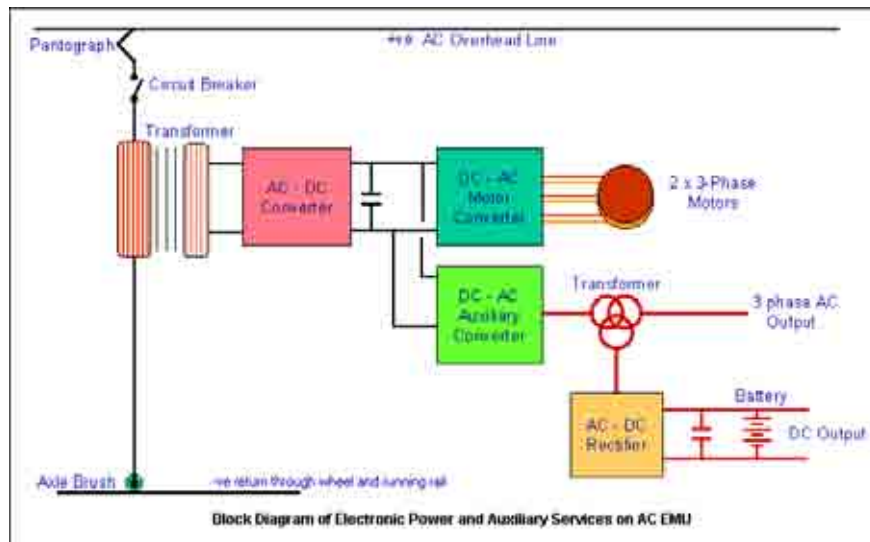 +ve AC Overhead Line
Pantograph
Circuit Breaker
Transformer
AC - DC
Converter
DC - AC
Motor
Converter
2 x 3-Phase
Motors
DC - AC
Auxiliary
Converter
Transformer
3 phase AC
Output
AC - DC
Rectifier
Battery
DC Output
Axle Brush
-ve return through wheel and running rail
Block Diagram of Electronic Power and Auxiliary Services on AC EMU